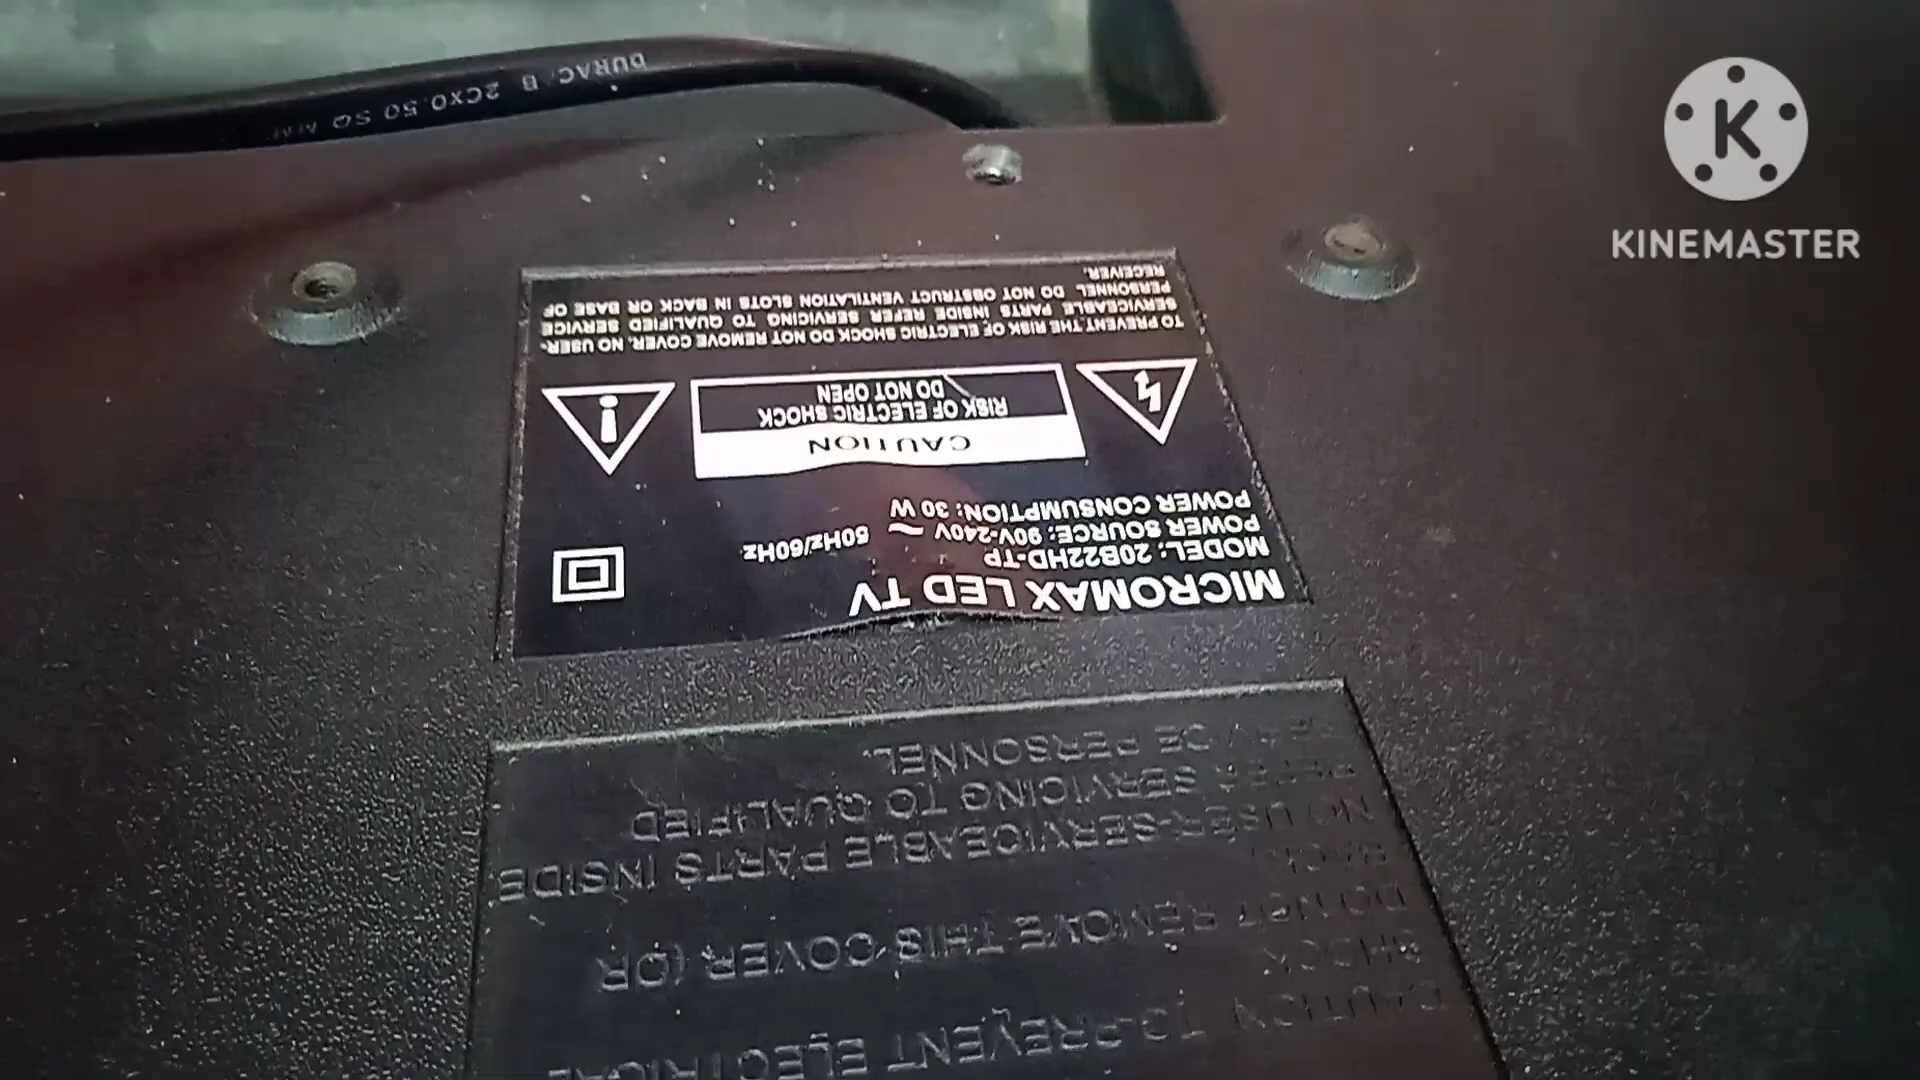 DURAC B 2CX0.50 SQ MM
K
KINEMASTER
MICROMAX LED TV
MODEL: 20B22HD-TP
POWER SOURCE: 90V-240V ~ 50Hz/60Hz
POWER CONSUMPTION: 30 W
CAUTION
RISK OF ELECTRIC SHOCK
DO NOT OPEN
TO PREVENT THE RISK OF ELECTRIC SHOCK DO NOT REMOVE COVER. NO USER-
SERVICEABLE PARTS INSIDE REFER SERVICING TO QUALIFIED SERVICE
PERSONNEL DO NOT OBSTRUCT VENTILATION SLOTS IN BACK OR BASE OF
RECEIVER.
CAUTION TO PREVENT ELECTRICAL
SHOCK
DO NOT REMOVE THIS COVER (OR
BACK)
NO USER-SERVICEABLE PARTS INSIDE
REFER SERVICING TO QUALIFIED
SERVICE PERSONNEL.